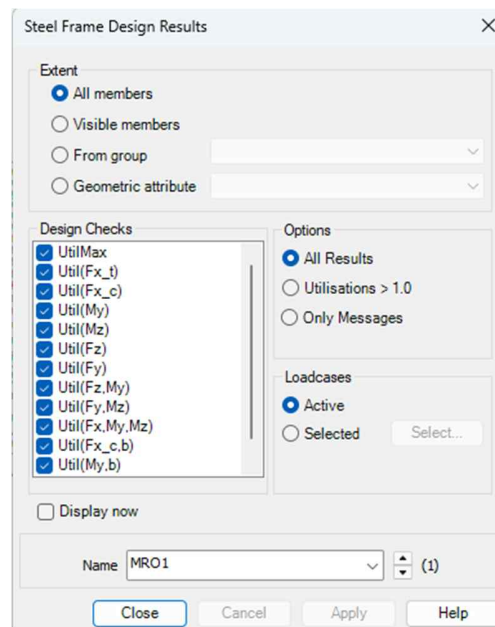 Steel Frame Design Results
Extent
All members
Visible members
From group
Geometric attribute
Design Checks
UtilMax
Util(Fx_t)
Util(Fx_c)
Util(My)
Util(Mz)
Util(Fz)
Util(Fy)
Util(Fz,My)
Util(Fy,Mz)
Util(Fx,My,Mz)
Util(Fx_c,b)
Util(My,b)
Options
All Results
Utilisations > 1.0
Only Messages
Loadcases
Active
Selected Select...
Display now
Name MRO1 (1)
Close Cancel Apply Help